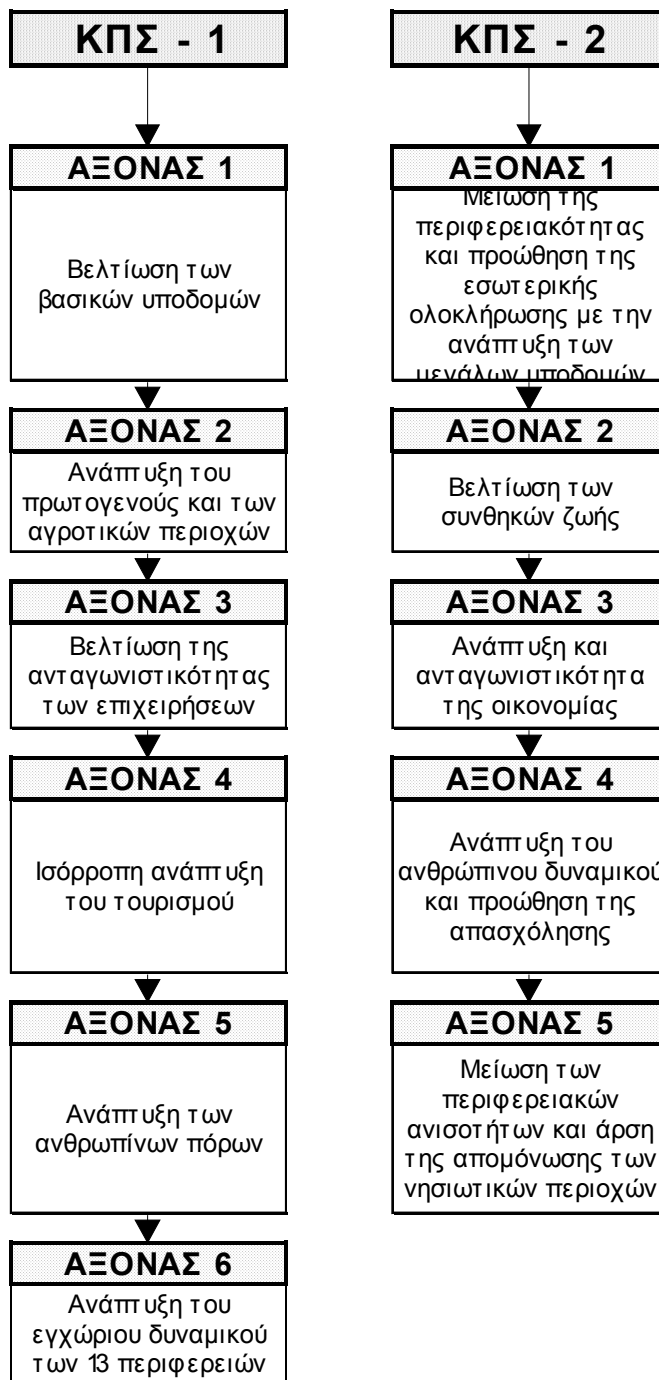 ΚΠΣ - 1
ΑΞΟΝΑΣ 1
Βελτίωση των
βασικών υποδομών
ΑΞΟΝΑΣ 2
Ανάπτυξη του
πρωτογενούς και των
αγροτικών περιοχών
ΑΞΟΝΑΣ 3
Βελτίωση της
ανταγωνιστικότητας
των επιχειρήσεων
ΑΞΟΝΑΣ 4
Ισόρροπη ανάπτυξη
του τουρισμού
ΑΞΟΝΑΣ 5
Ανάπτυξη των
ανθρωπίνων πόρων
ΑΞΟΝΑΣ 6
Ανάπτυξη του
εγχώριου δυναμικού
των 13 περιφερειών
ΚΠΣ - 2
ΑΞΟΝΑΣ 1
Μείωση της
περιφερειακότητας
και προώθηση της
εσωτερικής
ολοκλήρωσης με την
ανάπτυξη των
μεγάλων υποδομών
ΑΞΟΝΑΣ 2
Βελτίωση των
συνθηκών ζωής
ΑΞΟΝΑΣ 3
Ανάπτυξη και
ανταγωνιστικότητα
της οικονομίας
ΑΞΟΝΑΣ 4
Ανάπτυξη του
ανθρώπινου δυναμικού
και προώθηση της
απασχόλησης
ΑΞΟΝΑΣ 5
Μείωση των
περιφερειακών
ανισοτήτων και άρση
της απομόνωσης των
νησιωτικών περιοχών